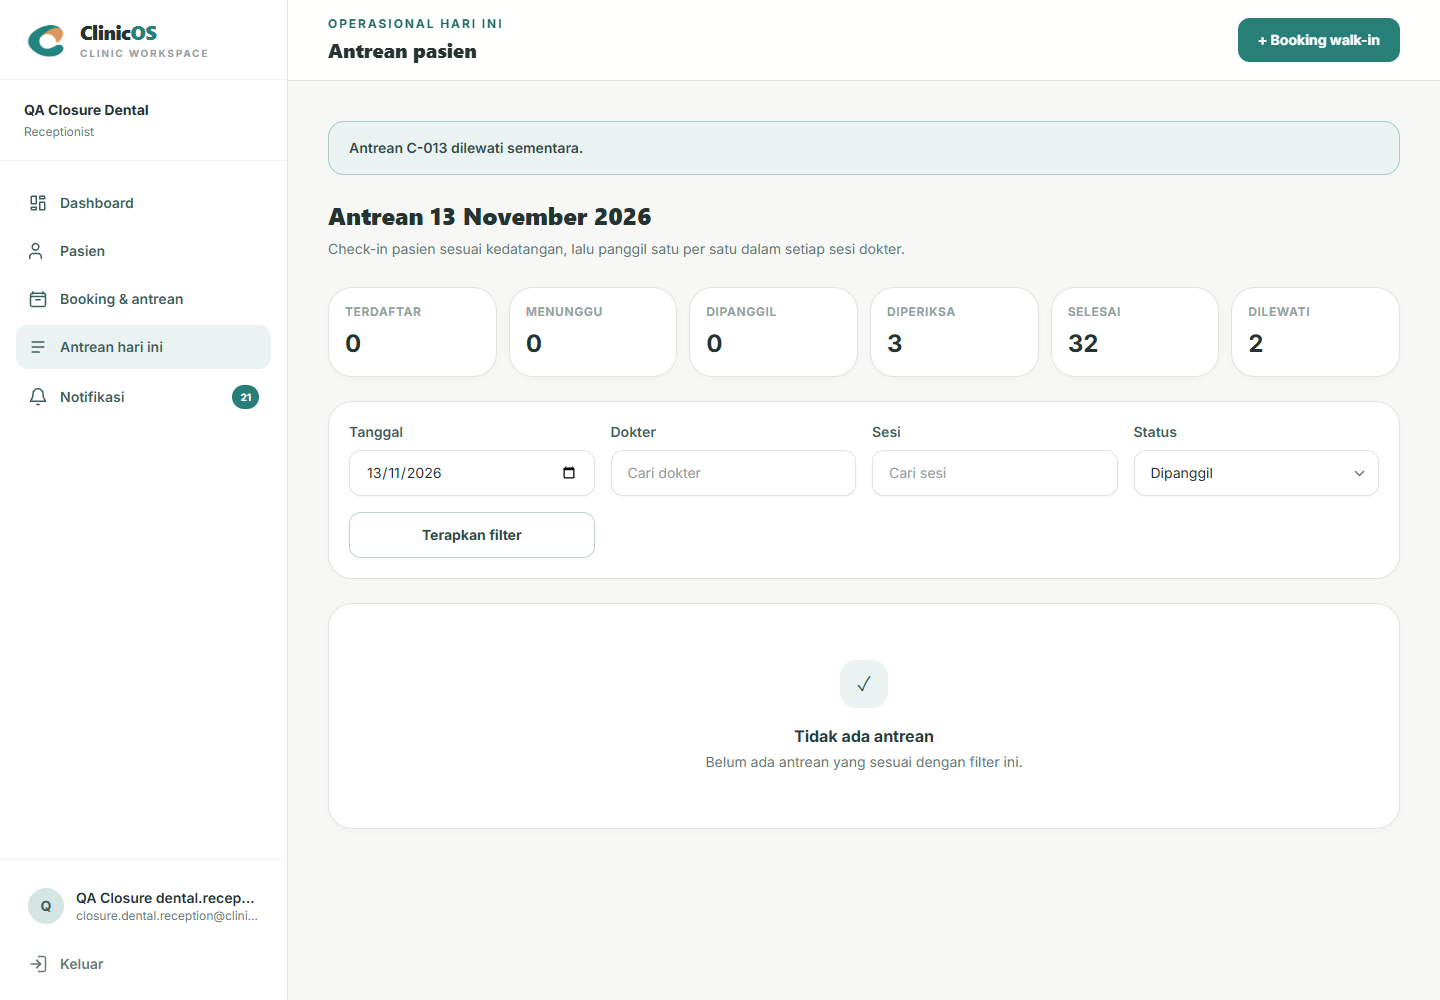 ClinicOS
CLINIC WORKSPACE
QA Closure Dental
Receptionist
Dashboard
Pasien
Booking & antrean
Antrean hari ini
Notifikasi
21
Q
QA Closure dental.recep...
closure.dental.reception@clini...
Keluar
OPERASIONAL HARI INI
Antrean pasien
+ Booking walk-in
Antrean C-013 dilewati sementara.
Antrean 13 November 2026
Check-in pasien sesuai kedatangan, lalu panggil satu per satu dalam setiap sesi dokter.
TERDAFTAR
0
MENUNGGU
0
DIPANGGIL
0
DIPERIKSA
3
SELESAI
32
DILEWATI
2
Tanggal
13/11/2026
Dokter
Cari dokter
Sesi
Cari sesi
Status
Dipanggil
Terapkan filter
Tidak ada antrean
Belum ada antrean yang sesuai dengan filter ini.